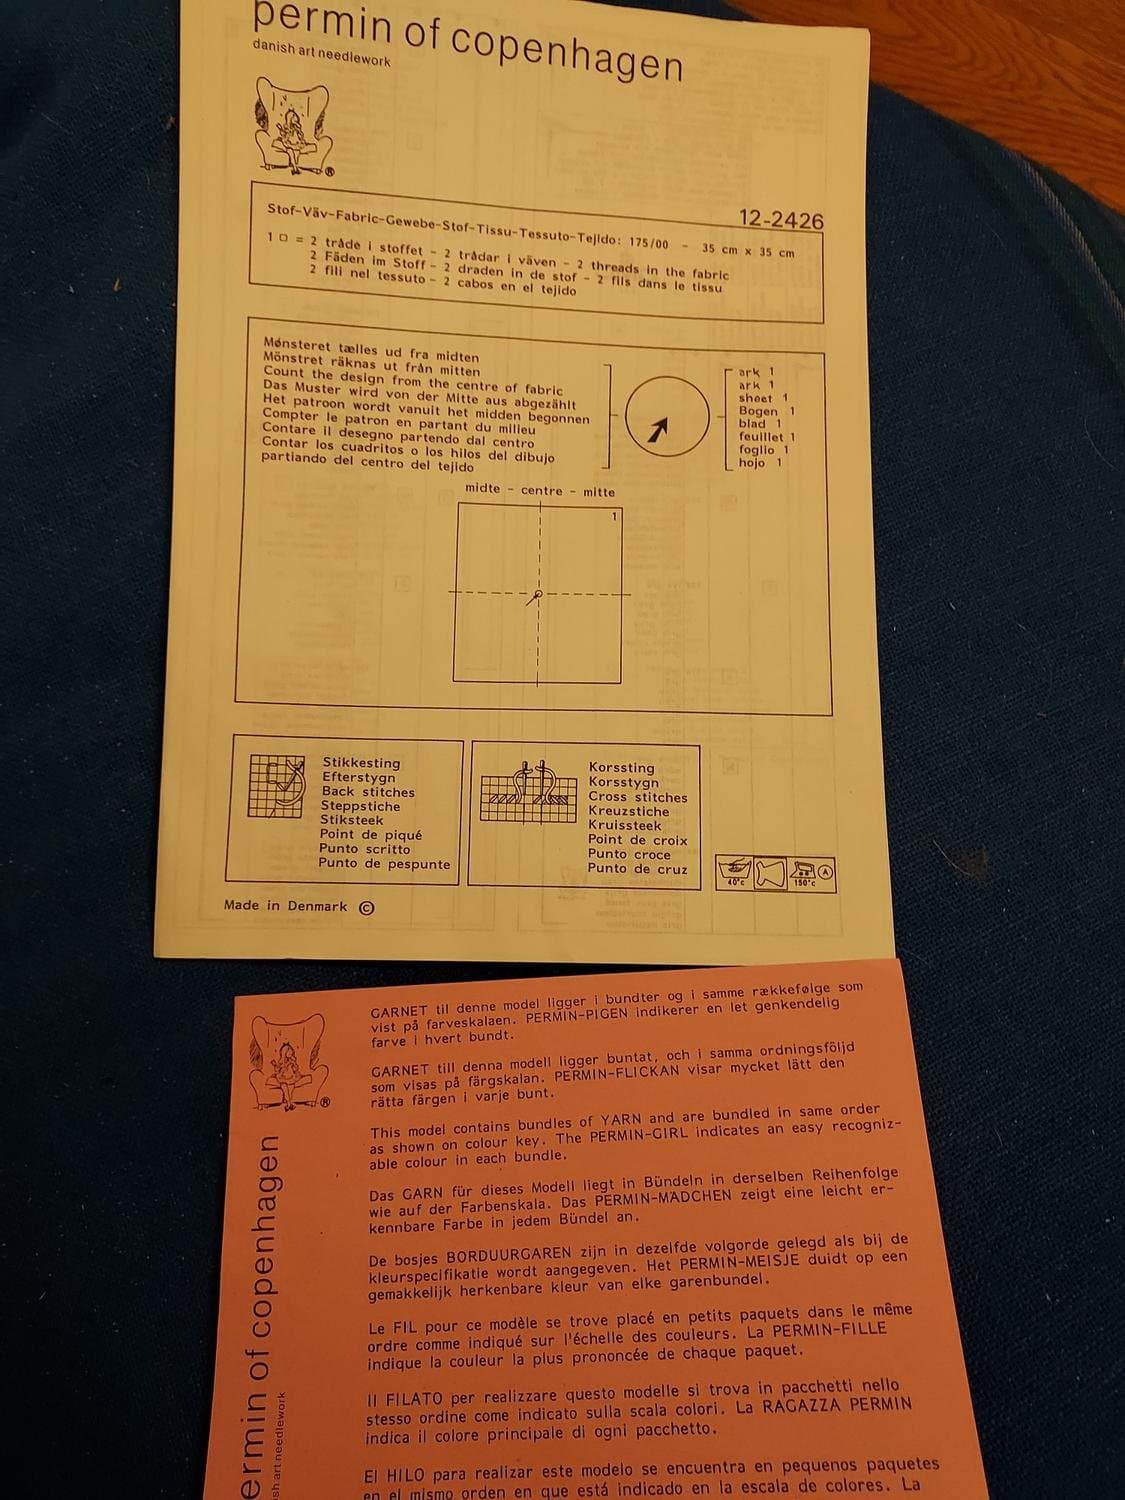 permin of copenhagen
danish art needlework
®
12-2426
Stof-Väv-Fabric-Gewebe-Stof-Tissu-Tessuto-Tejido: 175/00 - 35 cm x 35 cm
1 □ = 2 tråde i stoffet - 2 trådar i väven - 2 threads in the fabric
2 Fäden im Stoff - 2 draden in de stof - 2 fils dans le tissu
2 fili nel tessuto - 2 cabos en el tejido
Mønsteret tælles ud fra midten
Mönstret räknas ut från mitten
Count the design from the centre of fabric
Das Muster wird von der Mitte aus abgezählt
Het patroon wordt vanuit het midden begonnen
Compter le patron en partant du milieu
Contare il desegno partendo dal centro
Contar los cuadritos o los hilos del dibujo
partiando del centro del tejido
ark 1
ark 1
sheet 1
Bogen 1
blad 1
feuillet 1
foglio 1
hojo 1
midte - centre - mitte
1
Stikkesting
Efterstygn
Back stitches
Steppstiche
Stiksteek
Point de piqué
Punto scritto
Punto de pespunte
Korssting
Korsstygn
Cross stitches
Kreuzstiche
Kruissteek
Point de croix
Punto croce
Punto de cruz
40°c 150°c A
Made in Denmark ©
®
permin of copenhagen
danish art needlework
GARNET til denne model ligger i bundter og i samme rækkefølge som
vist på farveskalaen. PERMIN-PIGEN indikerer en let genkendelig
farve i hvert bundt.
GARNET till denna modell ligger buntat, och i samma ordningsföljd
som visas på färgskalan. PERMIN-FLICKAN visar mycket lätt den
rätta färgen i varje bunt.
This model contains bundles of YARN and are bundled in same order
as shown on colour key. The PERMIN-GIRL indicates an easy recogniz-
able colour in each bundle.
Das GARN für dieses Modell liegt in Bündeln in derselben Reihenfolge
wie auf der Farbenskala. Das PERMIN-MÄDCHEN zeigt eine leicht er-
kennbare Farbe in jedem Bündel an.
De bosjes BORDUURGAREN zijn in dezelfde volgorde gelegd als bij de
kleurspecifikatie wordt aangegeven. Het PERMIN-MEISJE duidt op een
gemakkelijk herkenbare kleur van elke garenbundel.
Le FIL pour ce modèle se trove placé en petits paquets dans le même
ordre comme indiqué sur l'échelle des couleurs. La PERMIN-FILLE
indique la couleur la plus prononcée de chaque paquet.
Il FILATO per realizzare questo modelle si trova in pacchetti nello
stesso ordine come indicato sulla scala colori. La RAGAZZA PERMIN
indica il colore principale di ogni pacchetto.
El HILO para realizar este modelo se encuentra en pequenos paquetes
en el mismo orden en que está indicado en la escala de colores. La